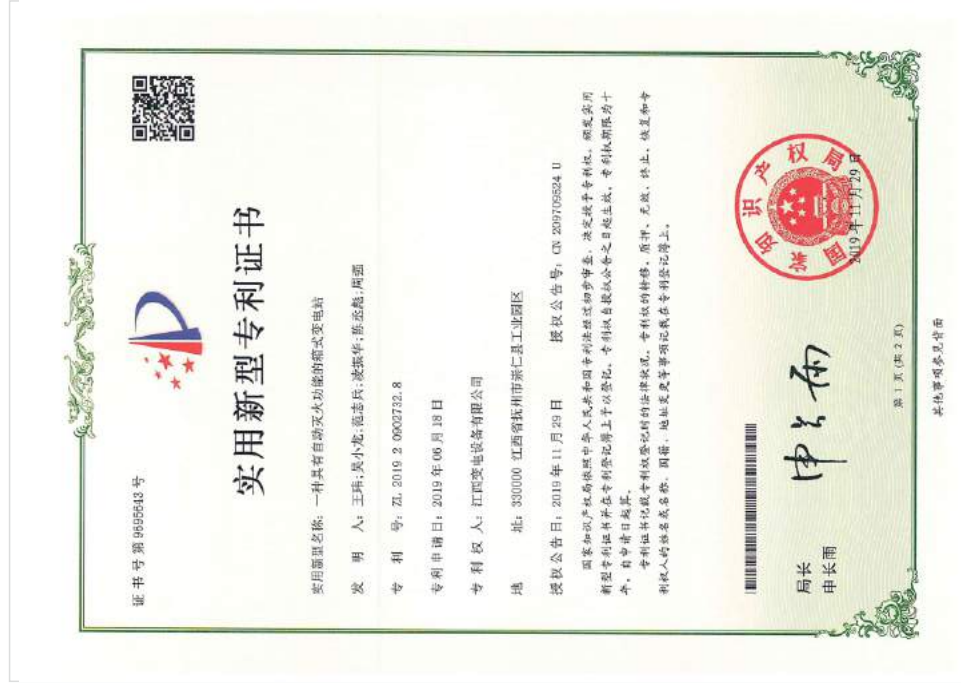 证书号第9695643号
实用新型专利证书
实用新型名称：一种具有自动灭火功能的箱式变电站
发 明 人：王玮;吴小龙;范志兵;凌振华;陈丞彪;周强
专 利 号：ZL 2019 2 0902732.8
专利申请日：2019年06月18日
专 利 权 人：江西变电设备有限公司
地 址：330000 江西省抚州市崇仁县工业园区
授权公告日：2019年11月29日 授权公告号：CN 209709524 U
国家知识产权局依照中华人民共和国专利法经过初步审查，决定授予专利权，颁发实用
新型专利证书并在专利登记簿上予以登记。专利权自授权公告之日起生效。专利权期限为十
年，自申请日起算。
专利证书记载专利权登记时的法律状况。专利权的转移、质押、无效、终止、恢复和专
利权人的姓名或名称、国籍、地址变更等事项记载在专利登记簿上。
局长
申长雨
申长雨
国家知识产权局
2019年11月29日
第 1 页 (共 2 页)
其他事项参见背面